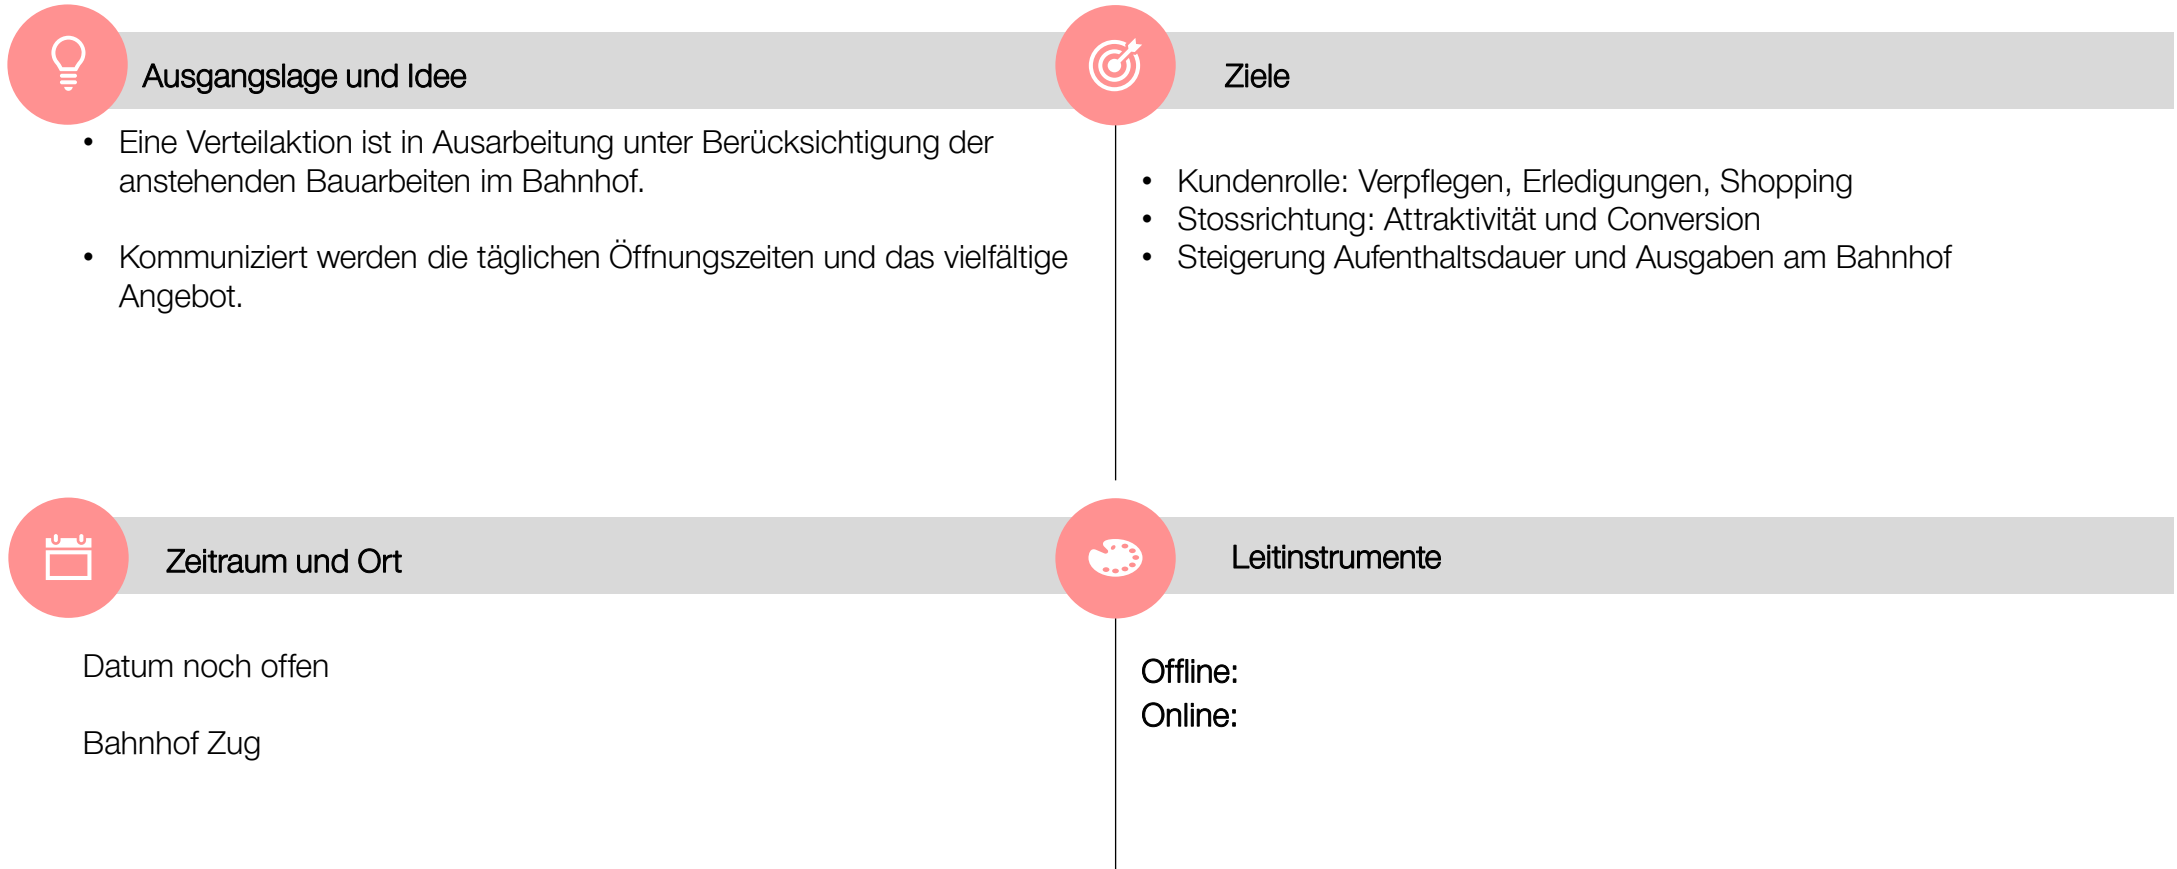 Ausgangslage und Idee
• Eine Verteilaktion ist in Ausarbeitung unter Berücksichtigung der
anstehenden Bauarbeiten im Bahnhof.
• Kommuniziert werden die täglichen Öffnungszeiten und das vielfältige
Angebot.
Ziele
• Kundenrolle: Verpflegen, Erledigungen, Shopping
• Stossrichtung: Attraktivität und Conversion
• Steigerung Aufenthaltsdauer und Ausgaben am Bahnhof
Zeitraum und Ort
Datum noch offen
Bahnhof Zug
Leitinstrumente
Offline:
Online: